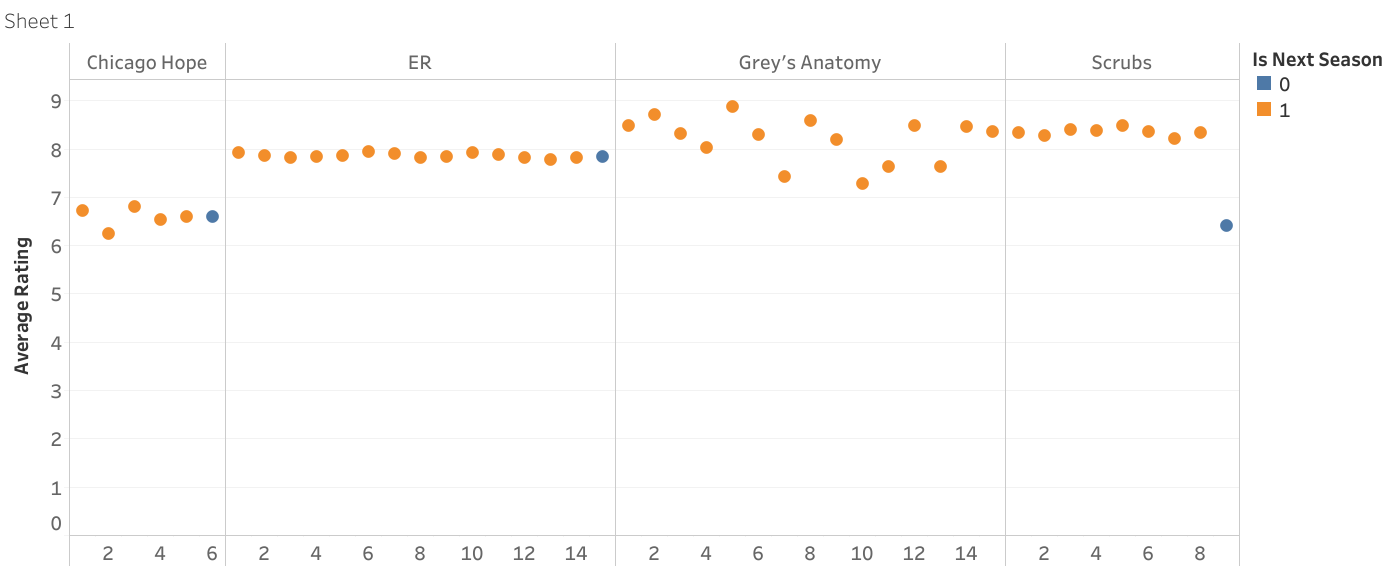 Sheet 1
Chicago Hope ER Grey’s Anatomy Scrubs
Is Next Season
0
1
Average Rating
9
8
7
6
5
4
3
2
1
0
2 4 6 2 4 6 8 10 12 14 2 4 6 8 10 12 14 2 4 6 8